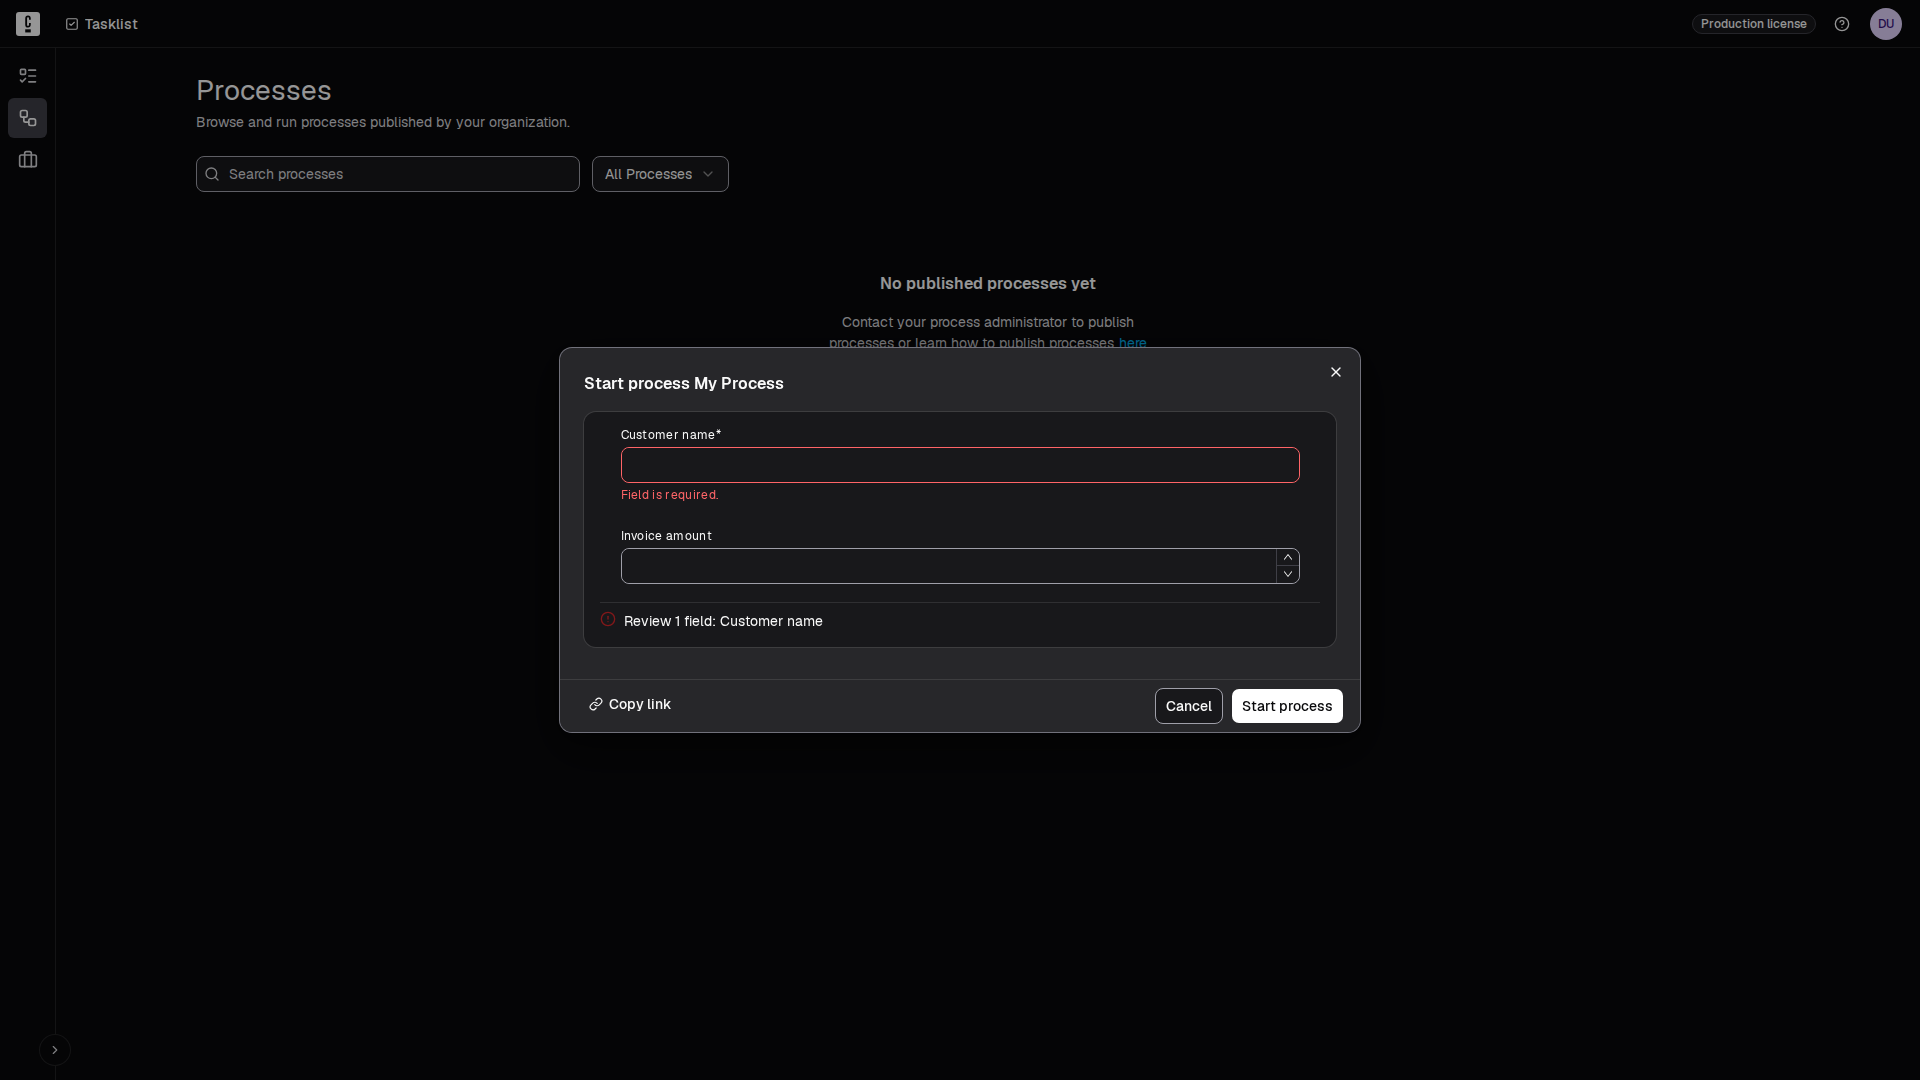 Tasklist
Production license
DU
Processes
Browse and run processes published by your organization.
Search processes
All Processes
No published processes yet
Contact your process administrator to publish
processes or learn how to publish processes here
Start process My Process
Customer name*
Field is required.
Invoice amount
Review 1 field: Customer name
Copy link
Cancel
Start process